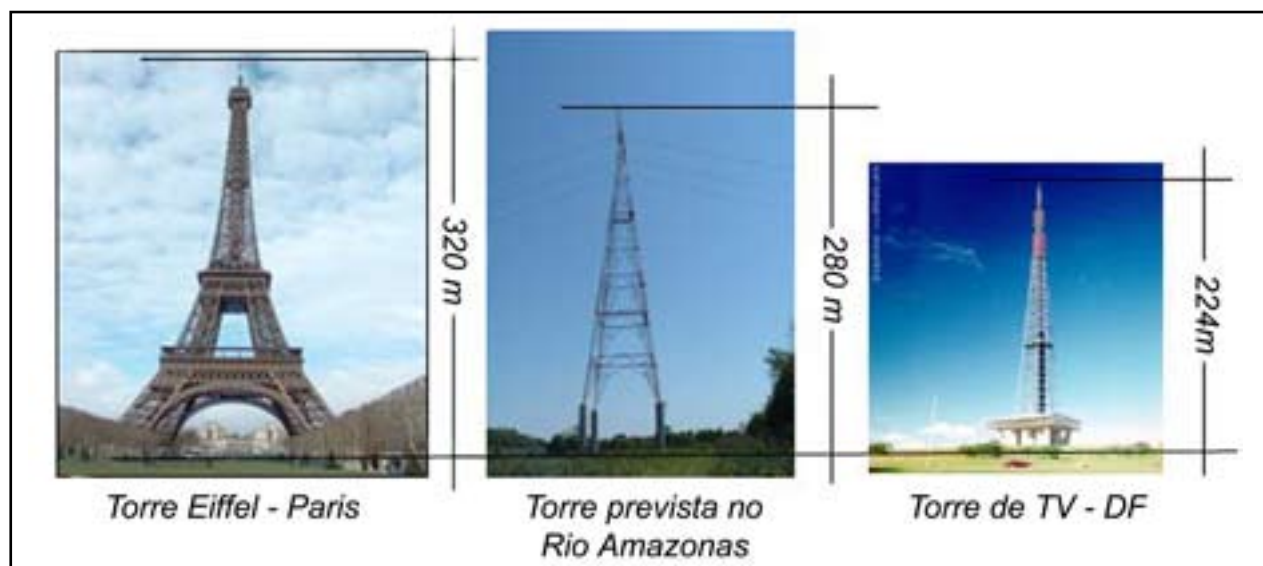 320 m
280 m
224m
Torre Eiffel - Paris
Torre prevista no
Rio Amazonas
Torre de TV - DF